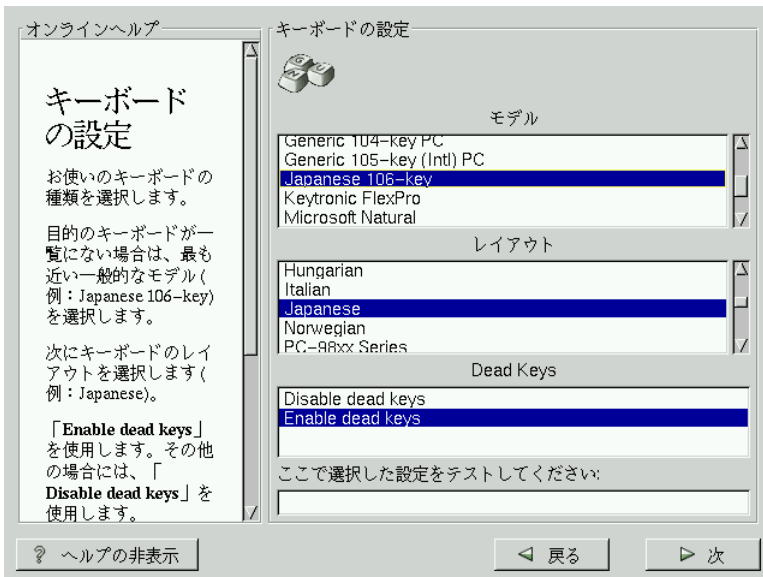 オンラインヘルプ
キーボード
の設定
お使いのキーボードの
種類を選択します。
目的のキーボードが一
覧にない場合は、最も
近い一般的なモデル(
例：Japanese 106-key)
を選択します。
次にキーボードのレイ
アウトを選択します(
例：Japanese)。
「Enable dead keys」
を使用します。その他
の場合には、「
Disable dead keys」を
使用します。
キーボードの設定
G N U
モデル
Generic 104-key PC
Generic 105-key (Intl) PC
Japanese 106-key
Keytronic FlexPro
Microsoft Natural
レイアウト
Hungarian
Italian
Japanese
Norwegian
PC-98xx Series
Dead Keys
Disable dead keys
Enable dead keys
ここで選択した設定をテストしてください:
? ヘルプの非表示
戻る
次